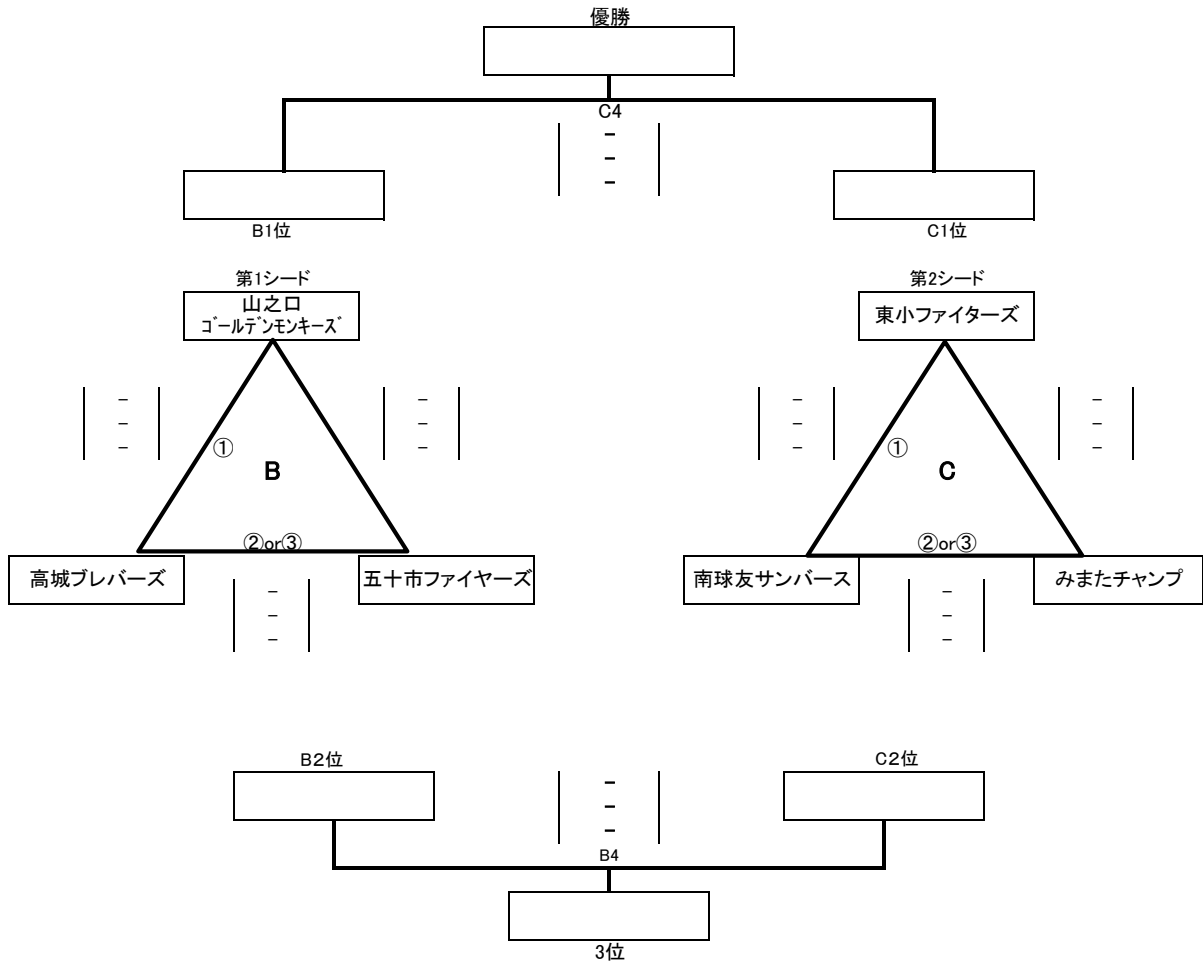 優勝
C4
-
-
-
B1位
C1位
第1シード
第2シード
山之口
ゴールデンモンキーズ
東小ファイターズ
- - - -
- - - -
- - - -
① ①
B C
②or③ ②or③
高城ブレバーズ
五十市ファイヤーズ
南球友サンバース
みまたチャンプ
- -
- -
- -
B2位
C2位
-
-
-
B4
3位